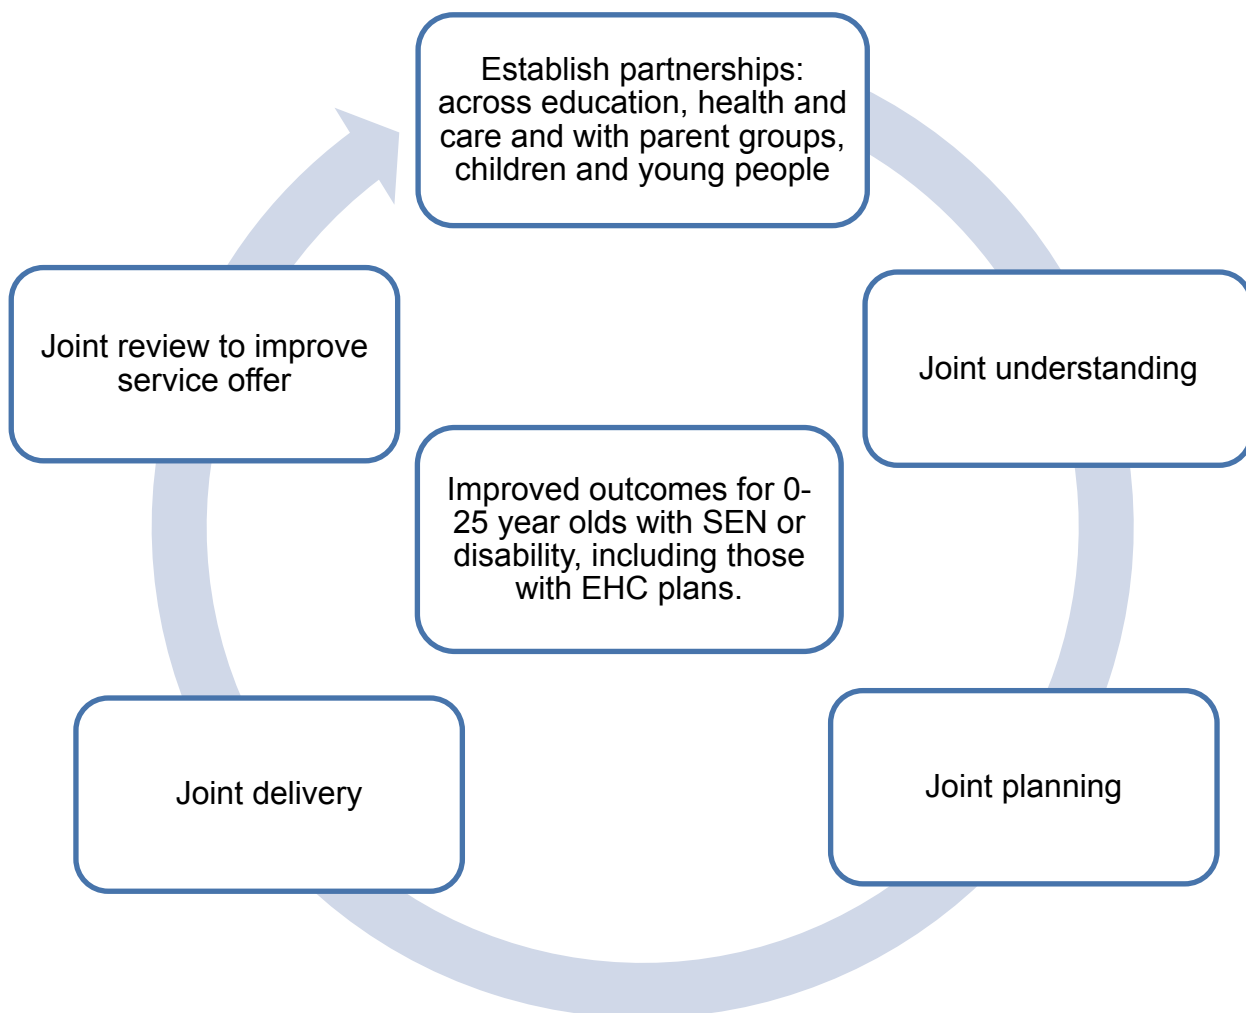 Establish partnerships:
across education, health and
care and with parent groups,
children and young people
Joint understanding
Joint planning
Joint delivery
Joint review to improve
service offer
Improved outcomes for 0-
25 year olds with SEN or
disability, including those
with EHC plans.